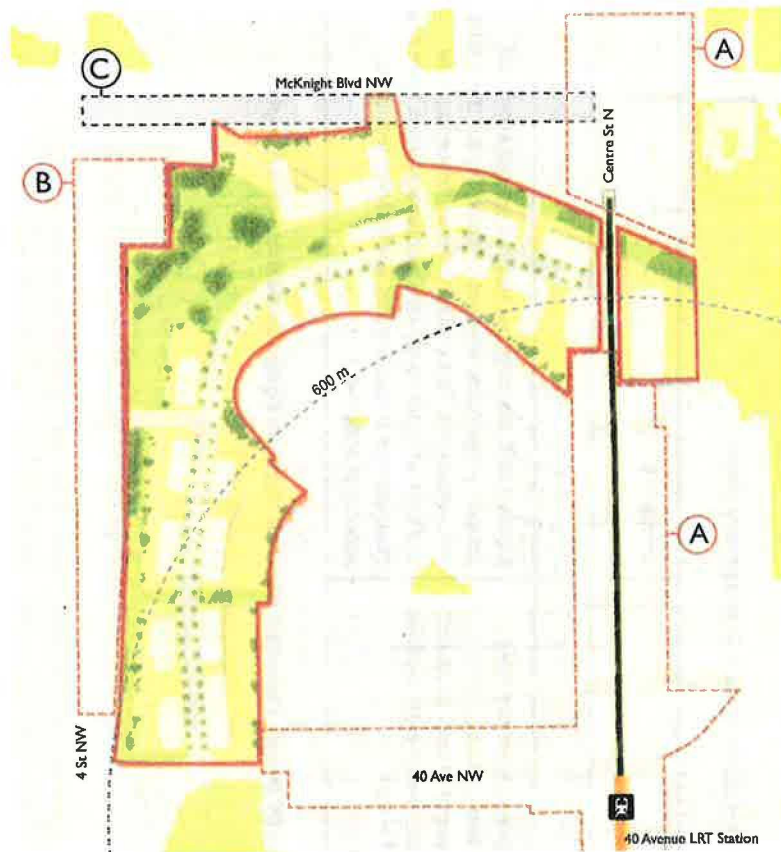 A
C
McKnight Blvd NW
Centre St N
B
600 m
A
4 St NW
40 Ave NW
40 Avenue LRT Station